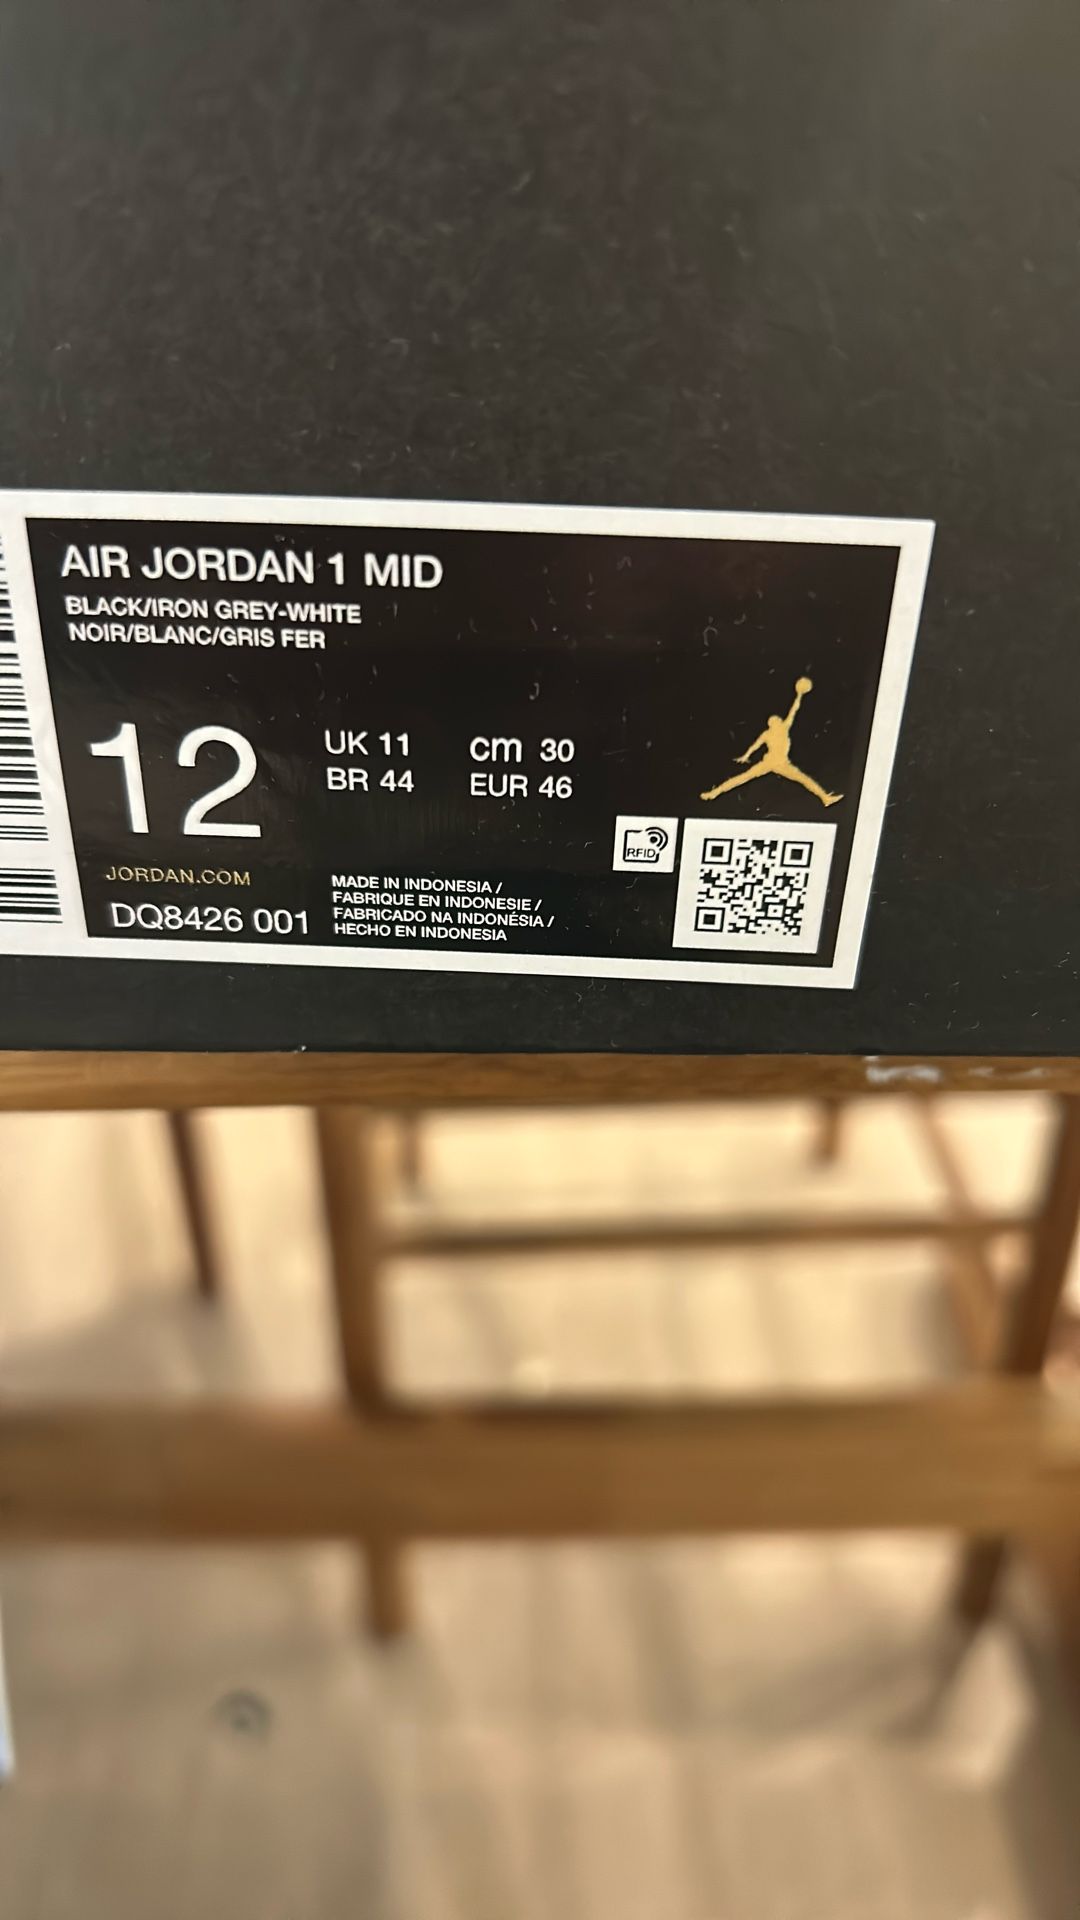 AIR JORDAN 1 MID
BLACK/IRON GREY-WHITE
NOIR/BLANC/GRIS FER
12
UK 11 cm 30
BR 44 EUR 46
JORDAN.COM
DQ8426 001
MADE IN INDONESIA /
FABRIQUE EN INDONESIE /
FABRICADO NA INDONÉSIA /
HECHO EN INDONESIA
RFID